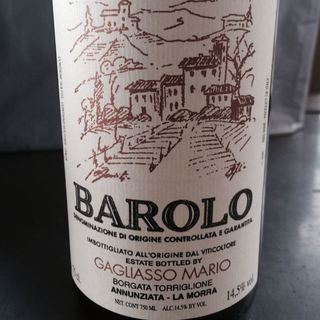 BAROLO
DENOMINAZIONE DI ORIGINE CONTROLLATA E GARANTITA
IMBOTTIGLIATO ALL'ORIGINE DAL VITICOLTORE
ESTATE BOTTLED BY
GAGLIASSO MARIO
BORGATA TORRIGLIONE
ANNUNZIATA - LA MORRA
14,5% vol.
NET CONT 750 ML ALC. 14.5% BY VOL